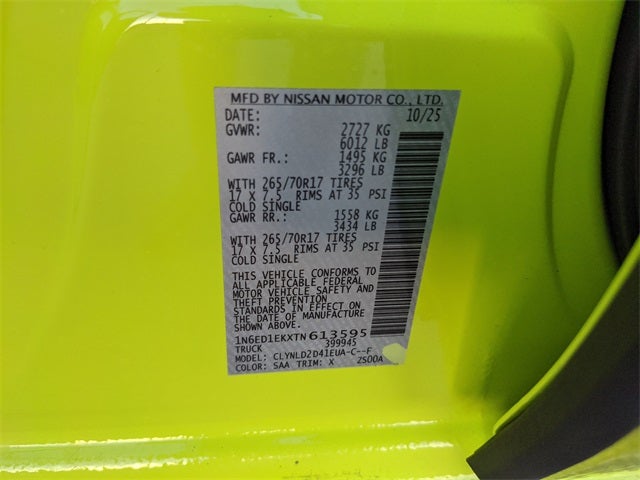 MFD BY NISSAN MOTOR CO., LTD.
DATE: 10/25
GVWR: 2727 KG
6012 LB
GAWR FR.: 1495 KG
3296 LB
WITH 265/70R17 TIRES
17 X 7.5 RIMS AT 35 PSI
COLD SINGLE
GAWR RR.: 1558 KG
3434 LB
WITH 265/70R17 TIRES
17 X 7.5 RIMS AT 35 PSI
COLD SINGLE
THIS VEHICLE CONFORMS TO
ALL APPLICABLE FEDERAL
MOTOR VEHICLE SAFETY AND
THEFT PREVENTION
STANDARDS IN EFFECT ON
THE DATE OF MANUFACTURE
SHOWN ABOVE.
1N6ED1EKXTN613595
TRUCK 399945
MODEL: CLYNLD2D41EUA-C--F
COLOR: SAA TRIM: X 2S00A